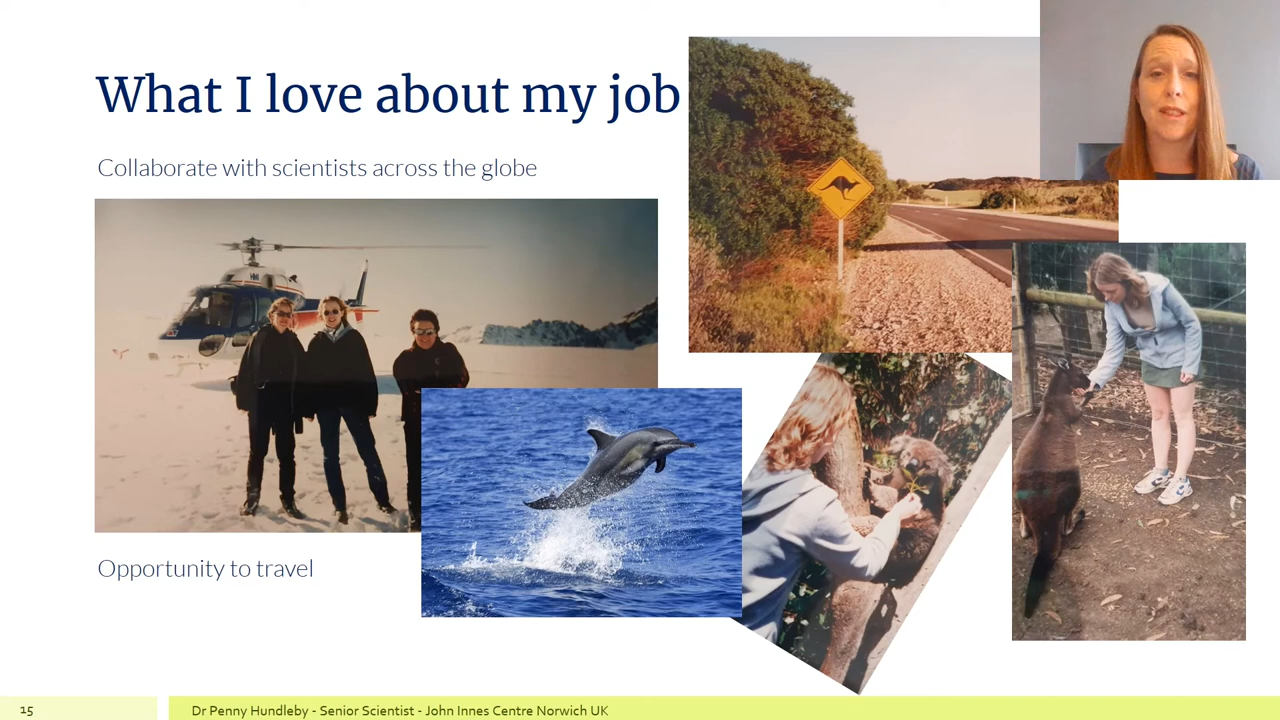 What I love about my job
Collaborate with scientists across the globe
Opportunity to travel
15
Dr Penny Hundleby - Senior Scientist - John Innes Centre Norwich UK